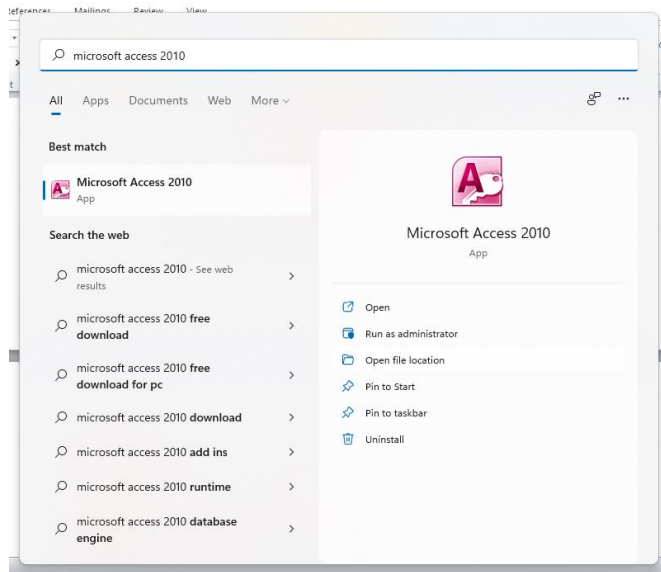 References Mailings Review View
microsoft access 2010
All Apps Documents Web More
Best match
Microsoft Access 2010
App
Search the web
microsoft access 2010 - See web
results
microsoft access 2010 free
download
microsoft access 2010 free
download for pc
microsoft access 2010 download
microsoft access 2010 add ins
microsoft access 2010 runtime
microsoft access 2010 database
engine
Microsoft Access 2010
App
Open
Run as administrator
Open file location
Pin to Start
Pin to taskbar
Uninstall